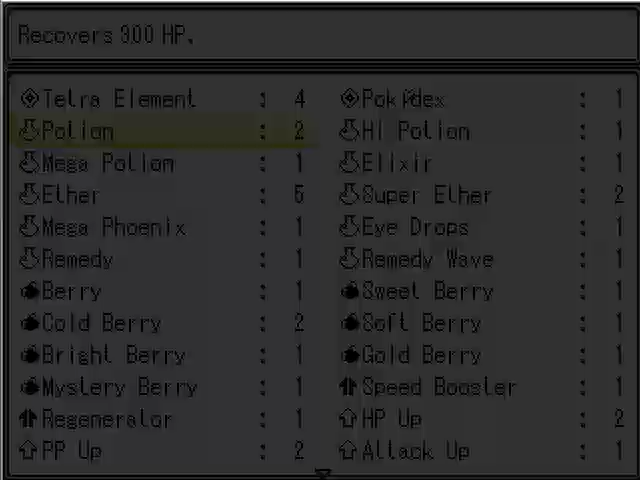 Recovers 300 HP.
Tetra Element : 4 Pokédex : 1
Potion : 2 Hi Potion : 1
Mega Potion : 1 Elixir : 1
Ether : 5 Super Ether : 2
Mega Phoenix : 1 Eye Drops : 1
Remedy : 1 Remedy Wave : 1
Berry : 1 Sweet Berry : 1
Cold Berry : 2 Soft Berry : 1
Bright Berry : 1 Gold Berry : 1
Mystery Berry : 1 Speed Booster : 1
Regenerator : 1 HP Up : 2
PP Up : 2 Attack Up : 1